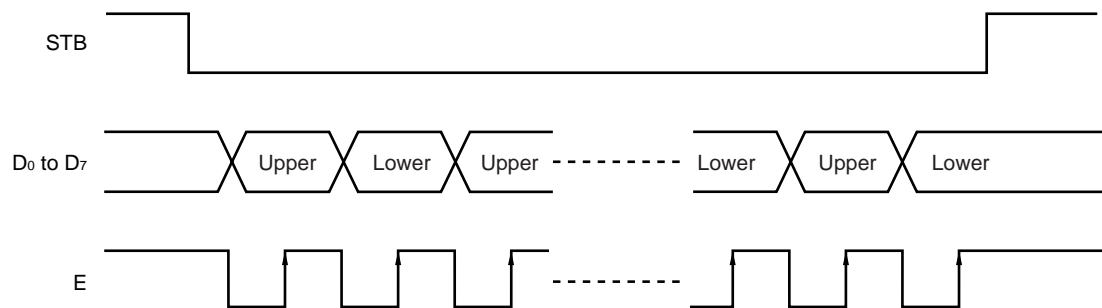 STB
D0 to D7
Upper Lower Upper Lower Upper Lower
E